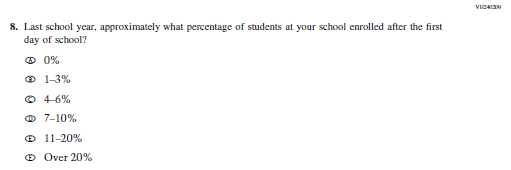 VH240200
8. Last school year, approximately what percentage of students at your school enrolled after the first
day of school?
Ⓐ 0%
Ⓑ 1–3%
Ⓒ 4–6%
Ⓓ 7–10%
Ⓔ 11–20%
Ⓕ Over 20%